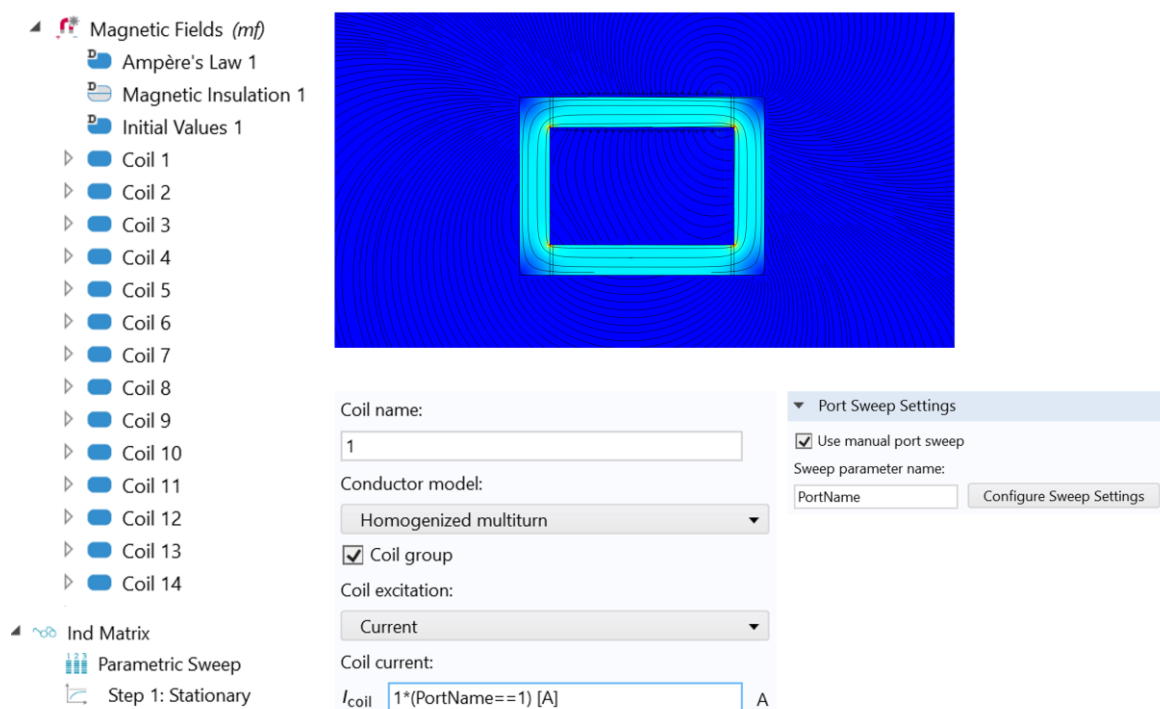 Magnetic Fields (mf)
Ampère's Law 1
Magnetic Insulation 1
Initial Values 1
Coil 1
Coil 2
Coil 3
Coil 4
Coil 5
Coil 6
Coil 7
Coil 8
Coil 9
Coil 10
Coil 11
Coil 12
Coil 13
Coil 14
Ind Matrix
Parametric Sweep
Step 1: Stationary
Coil name:
1
Conductor model:
Homogenized multiturn
Coil group
Coil excitation:
Current
Coil current:
Icoil 1*(PortName==1) [A] A
Port Sweep Settings
Use manual port sweep
Sweep parameter name:
PortName Configure Sweep Settings